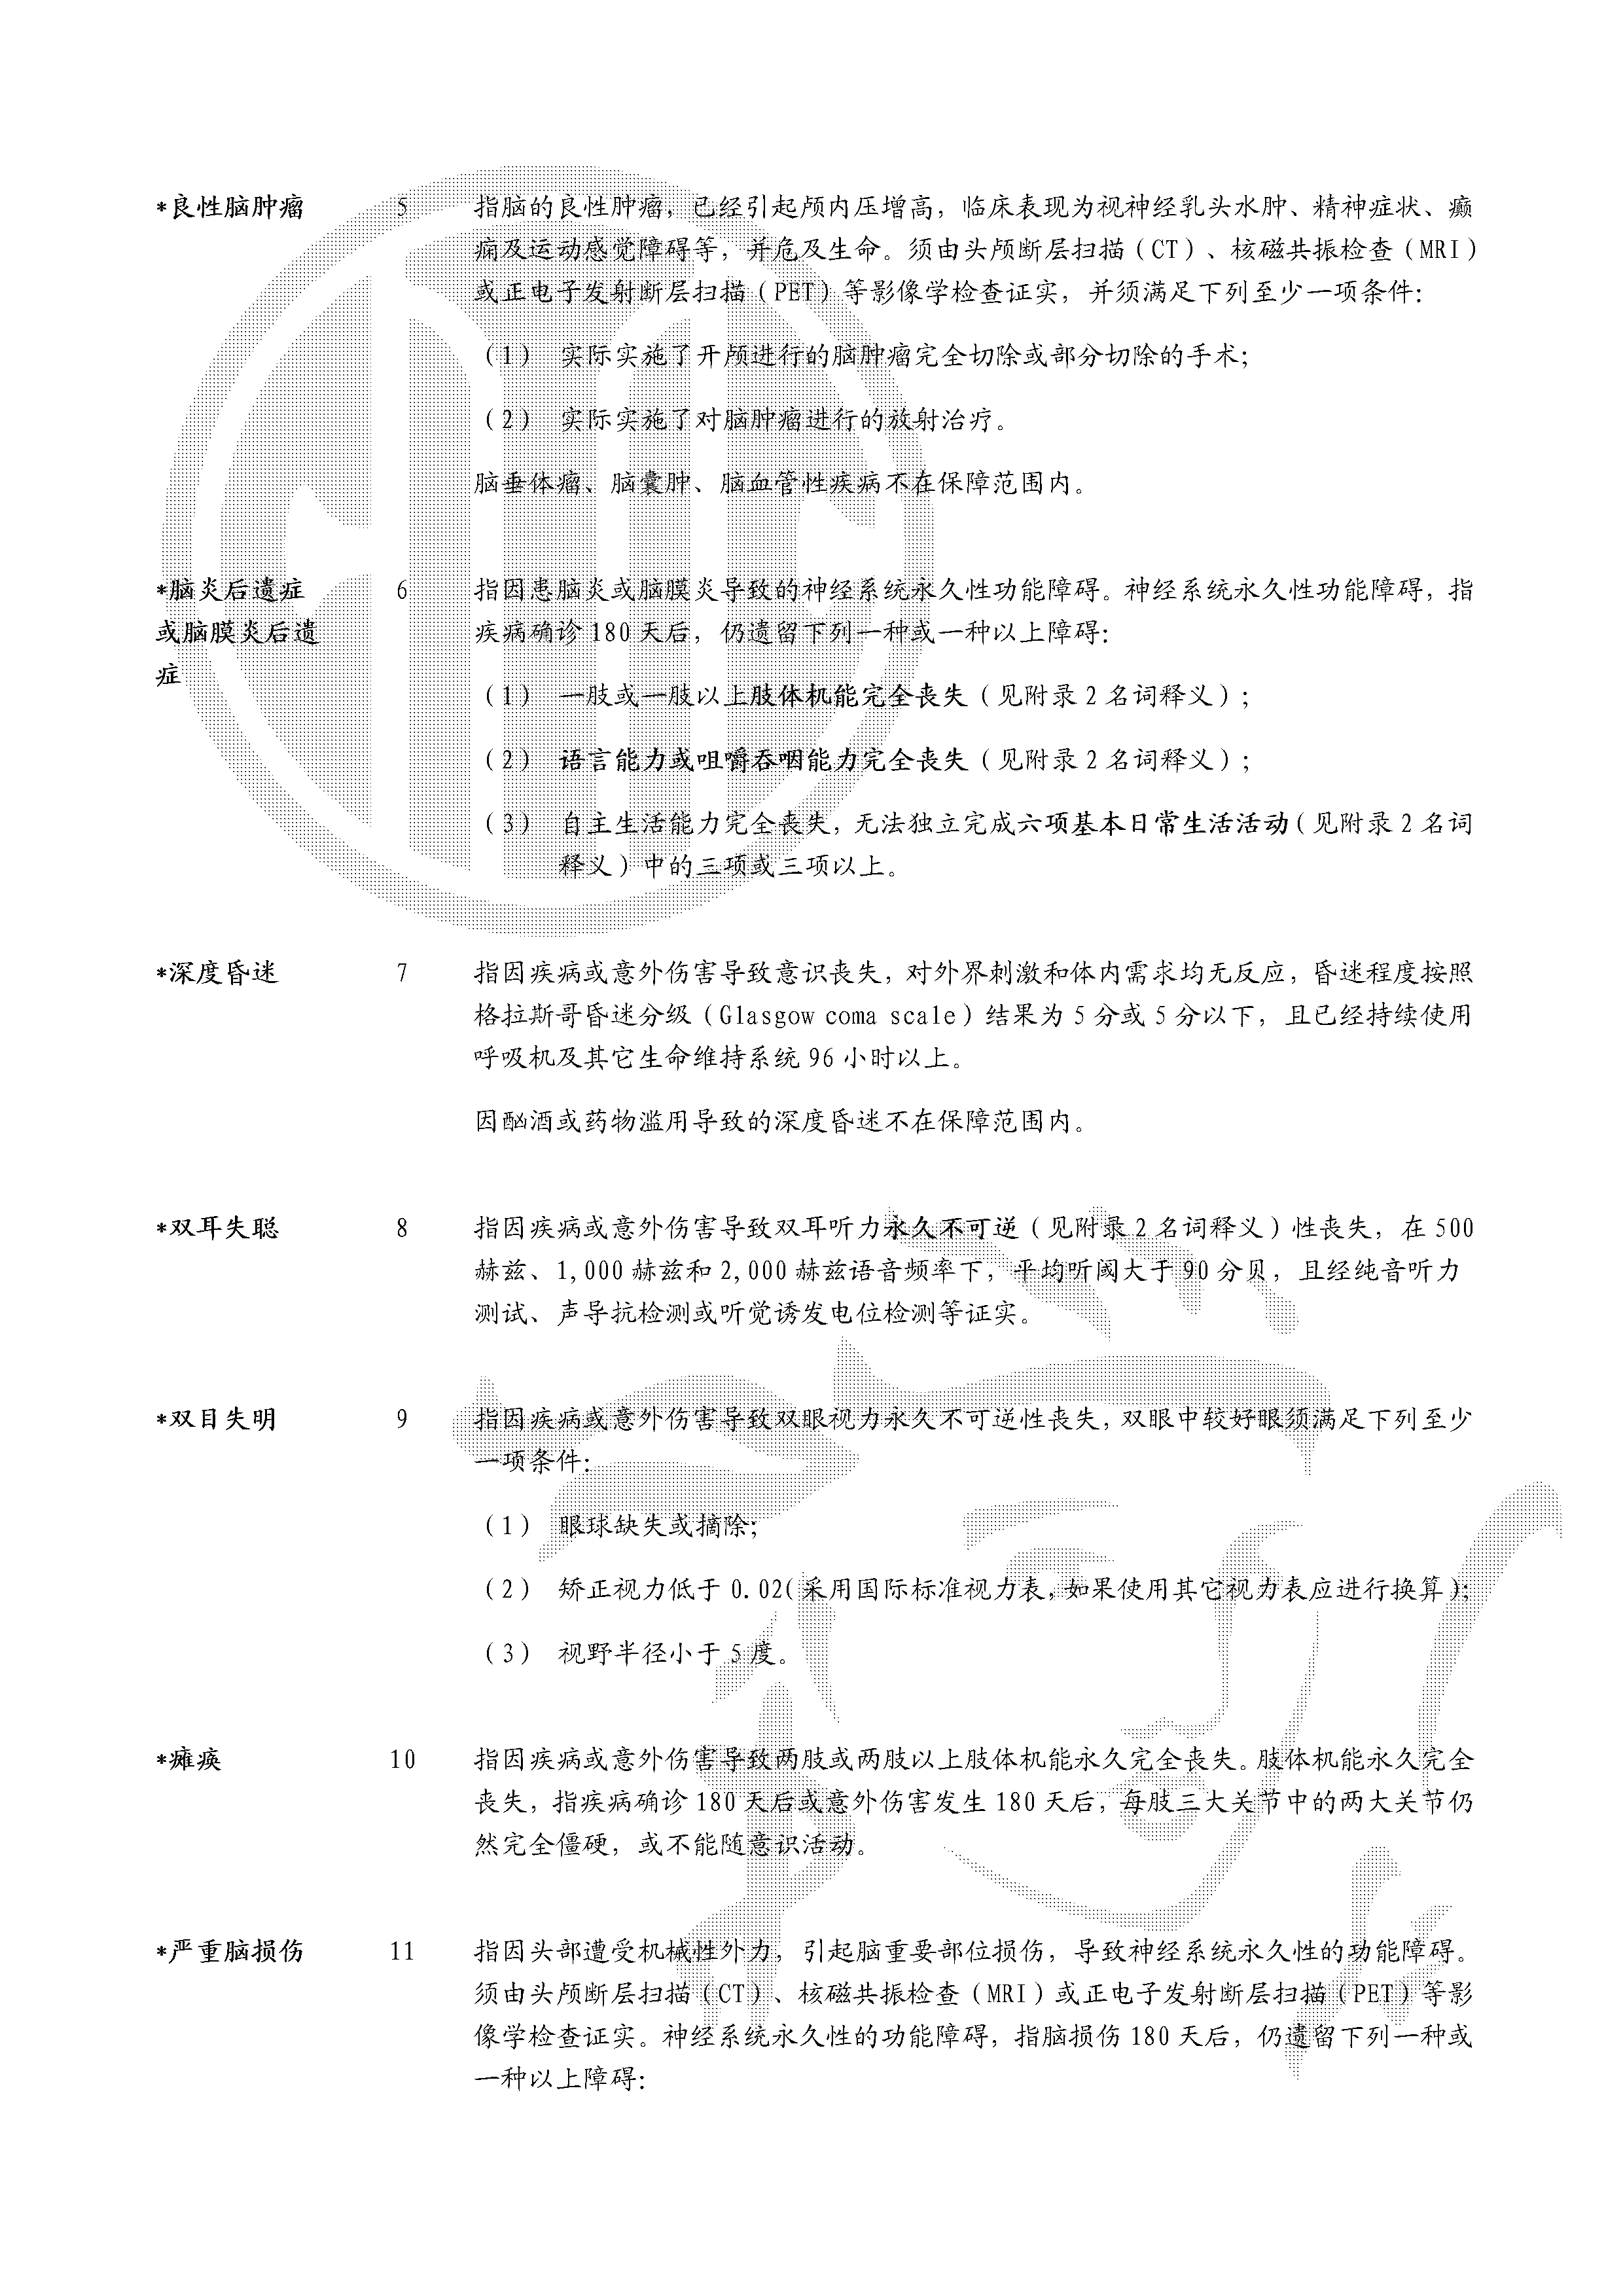 *良性脑肿瘤 5 指脑的良性肿瘤，已经引起颅内压增高，临床表现为视神经乳头水肿、精神症状、癫
痫及运动感觉障碍等，并危及生命。须由头颅断层扫描（CT）、核磁共振检查（MRI）
或正电子发射断层扫描（PET）等影像学检查证实，并须满足下列至少一项条件：
（1） 实际实施了开颅进行的脑肿瘤完全切除或部分切除的手术；
（2） 实际实施了对脑肿瘤进行的放射治疗。
脑垂体瘤、脑囊肿、脑血管性疾病不在保障范围内。
*脑炎后遗症 6 指因患脑炎或脑膜炎导致的神经系统永久性功能障碍。神经系统永久性功能障碍，指
或脑膜炎后遗 疾病确诊 180 天后，仍遗留下列一种或一种以上障碍：
症
（1） 一肢或一肢以上肢体机能完全丧失（见附录 2 名词释义）；
（2） 语言能力或咀嚼吞咽能力完全丧失（见附录 2 名词释义）；
（3） 自主生活能力完全丧失，无法独立完成六项基本日常生活活动（见附录 2 名词
释义）中的三项或三项以上。
*深度昏迷 7 指因疾病或意外伤害导致意识丧失，对外界刺激和体内需求均无反应，昏迷程度按照
格拉斯哥昏迷分级（Glasgow coma scale）结果为 5 分或 5 分以下，且已经持续使用
呼吸机及其它生命维持系统 96 小时以上。
因酗酒或药物滥用导致的深度昏迷不在保障范围内。
*双耳失聪 8 指因疾病或意外伤害导致双耳听力永久不可逆（见附录 2 名词释义）性丧失，在 500
赫兹、1,000 赫兹和 2,000 赫兹语音频率下，平均听阈大于 90 分贝，且经纯音听力
测试、声导抗检测或听觉诱发电位检测等证实。
*双目失明 9 指因疾病或意外伤害导致双眼视力永久不可逆性丧失，双眼中较好眼须满足下列至少
一项条件：
（1） 眼球缺失或摘除；
（2） 矫正视力低于 0.02（采用国际标准视力表，如果使用其它视力表应进行换算）；
（3） 视野半径小于 5 度。
*瘫痪 10 指因疾病或意外伤害导致两肢或两肢以上肢体机能永久完全丧失。肢体机能永久完全
丧失，指疾病确诊 180 天后或意外伤害发生 180 天后，每肢三大关节中的两大关节仍
然完全僵硬，或不能随意识活动。
*严重脑损伤 11 指因头部遭受机械性外力，引起脑重要部位损伤，导致神经系统永久性的功能障碍。
须由头颅断层扫描（CT）、核磁共振检查（MRI）或正电子发射断层扫描（PET）等影
像学检查证实。神经系统永久性的功能障碍，指脑损伤 180 天后，仍遗留下列一种或
一种以上障碍：